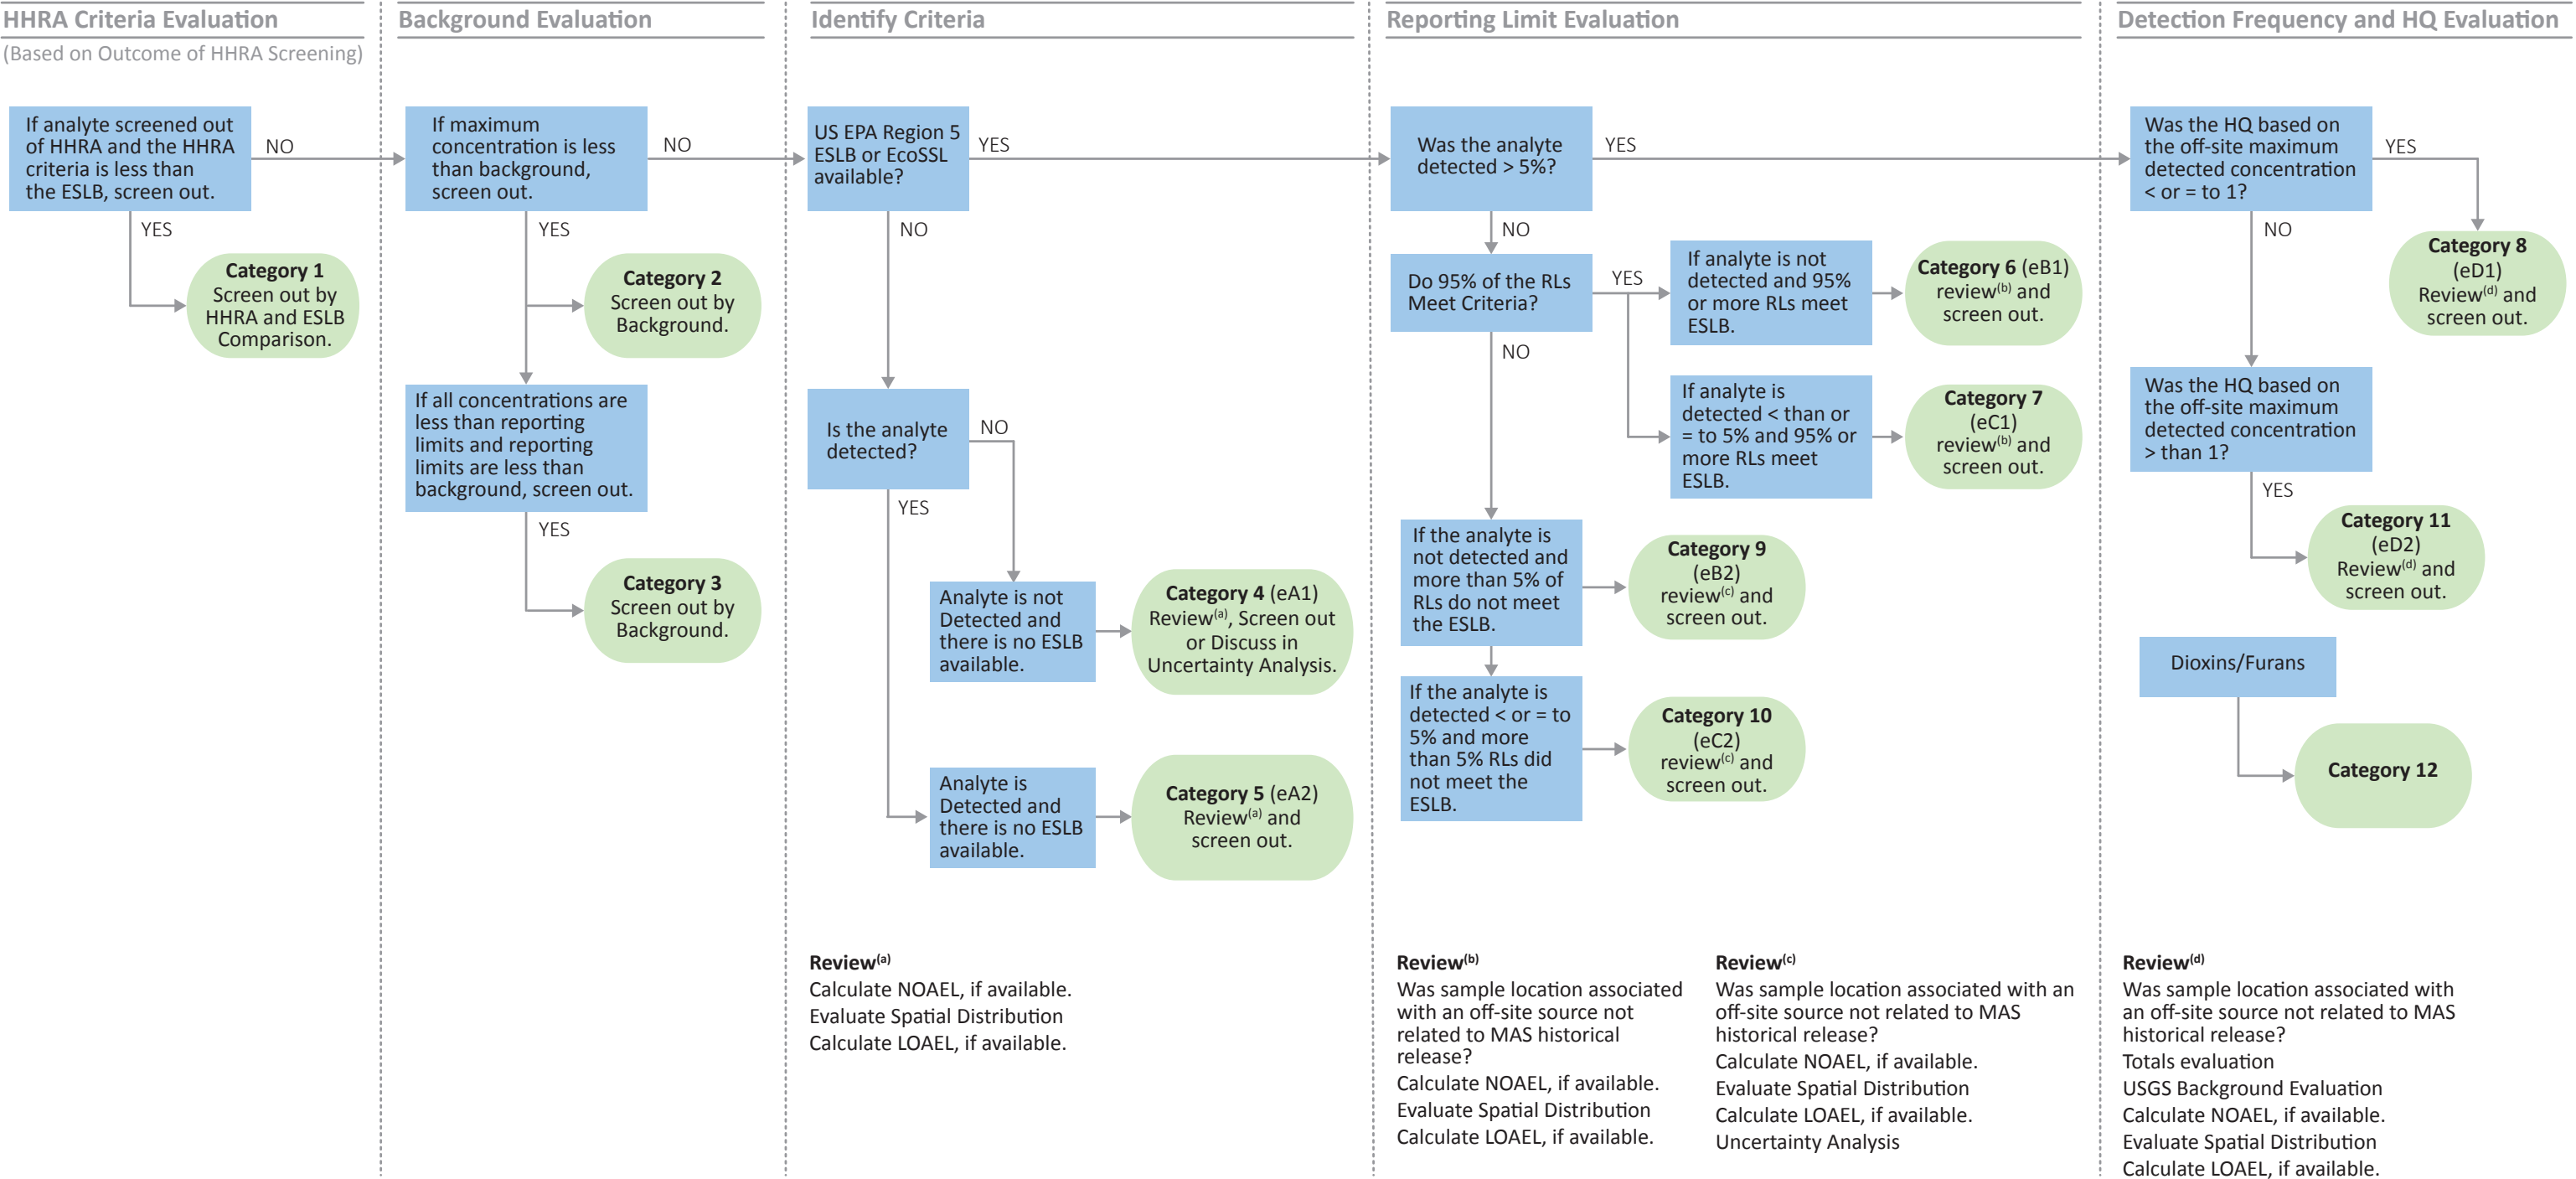 HHRA Criteria Evaluation
(Based on Outcome of HHRA Screening)
If analyte screened out
of HHRA and the HHRA
criteria is less than
the ESLB, screen out.
NO
YES
Category 1
Screen out by
HHRA and ESLB
Comparison.
Background Evaluation
If maximum
concentration is less
than background,
screen out.
NO
YES
Category 2
Screen out by
Background.
If all concentrations are
less than reporting
limits and reporting
limits are less than
background, screen out.
YES
Category 3
Screen out by
Background.
Identify Criteria
US EPA Region 5
ESLB or EcoSSL
available?
YES
NO
Is the analyte
detected?
NO
YES
Analyte is not
Detected and
there is no ESLB
available.
Category 4 (eA1)
Review(a), Screen out
or Discuss in
Uncertainty Analysis.
Analyte is
Detected and
there is no ESLB
available.
Category 5 (eA2)
Review(a) and
screen out.
Review(a)
Calculate NOAEL, if available.
Evaluate Spatial Distribution
Calculate LOAEL, if available.
Reporting Limit Evaluation
Was the analyte
detected > 5%?
YES
NO
Do 95% of the RLs
Meet Criteria?
YES
NO
If analyte is not
detected and 95%
or more RLs meet
ESLB.
Category 6 (eB1)
review(b) and
screen out.
If analyte is
detected < than or
= to 5% and 95% or
more RLs meet
ESLB.
Category 7
(eC1)
review(b) and
screen out.
If the analyte is
not detected and
more than 5% of
RLs do not meet
the ESLB.
Category 9
(eB2)
review(c) and
screen out.
If the analyte is
detected < or = to
5% and more
than 5% RLs did
not meet the
ESLB.
Category 10
(eC2)
review(c) and
screen out.
Review(b)
Was sample location associated
with an off-site source not
related to MAS historical
release?
Calculate NOAEL, if available.
Evaluate Spatial Distribution
Calculate LOAEL, if available.
Review(c)
Was sample location associated with an
off-site source not related to MAS
historical release?
Calculate NOAEL, if available.
Evaluate Spatial Distribution
Calculate LOAEL, if available.
Uncertainty Analysis
Detection Frequency and HQ Evaluation
Was the HQ based on
the off-site maximum
detected concentration
< or = to 1?
YES
NO
Category 8
(eD1)
Review(d) and
screen out.
Was the HQ based on
the off-site maximum
detected concentration
> than 1?
YES
Category 11
(eD2)
Review(d) and
screen out.
Dioxins/Furans
Category 12
Review(d)
Was sample location associated with
an off-site source not related to MAS
historical release?
Totals evaluation
USGS Background Evaluation
Calculate NOAEL, if available.
Evaluate Spatial Distribution
Calculate LOAEL, if available.